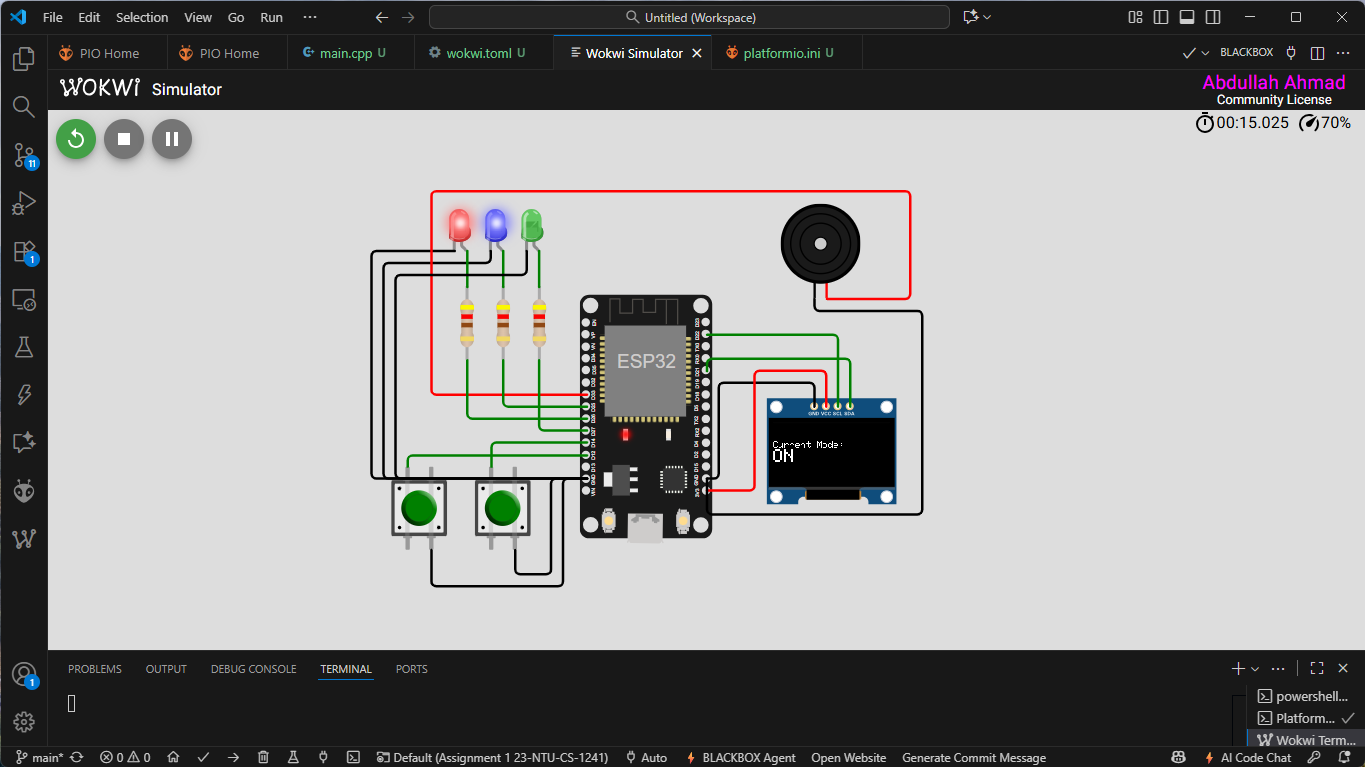 File Edit Selection View Go Run ··· Untitled (Workspace)
PIO Home PIO Home main.cpp U wokwi.toml U Wokwi Simulator platformio.ini U BLACKBOX
WOKWi Simulator
Abdullah Ahmad
Community License
00:15.025 70%
ESP32
GND VCC SCL SDA
Current Mode:
ON
11
1
1
PROBLEMS OUTPUT DEBUG CONSOLE TERMINAL PORTS
powershell...
Platform...
Wokwi Term...
main* 0 0 Default (Assignment 1 23-NTU-CS-1241) Auto BLACKBOX Agent Open Website Generate Commit Message AI Code Chat